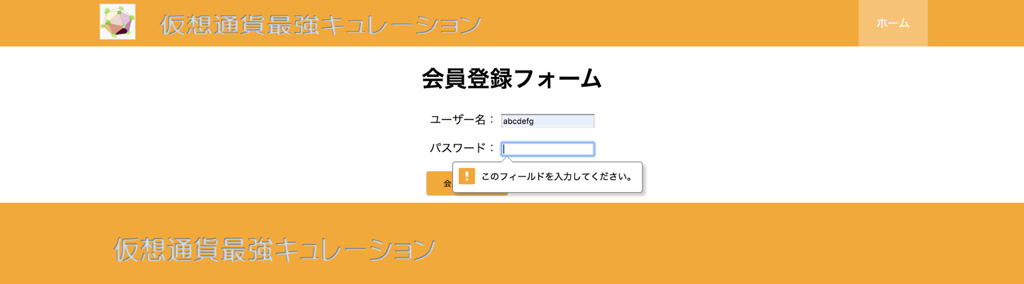 仮想通貨最強キュレーション
ホーム
会員登録フォーム
ユーザー名： abcdefg
パスワード：
このフィールドを入力してください。
会
仮想通貨最強キュレーション